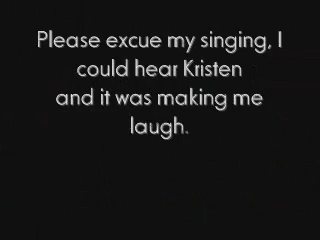 Please excue my singing, I
could hear Kristen
and it was making me
laugh.